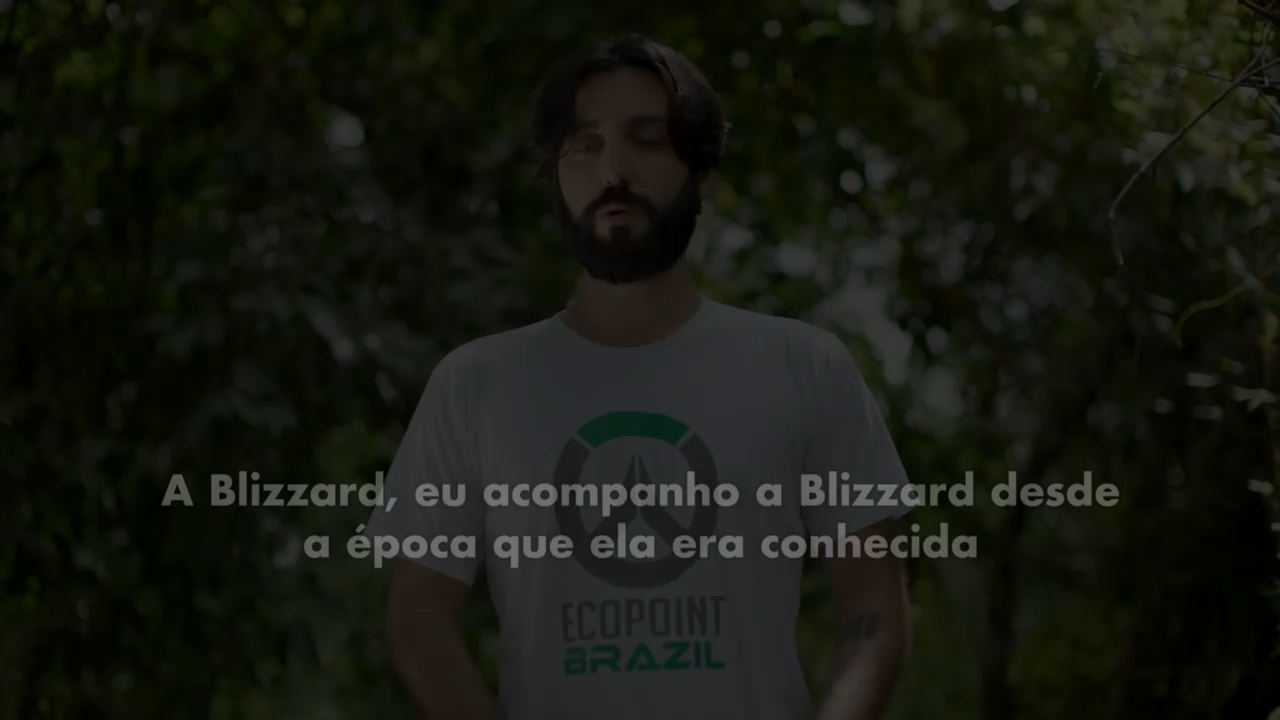 A Blizzard, eu acompanho a Blizzard desde
a época que ela era conhecida
ECOPOINT
BRAZIL